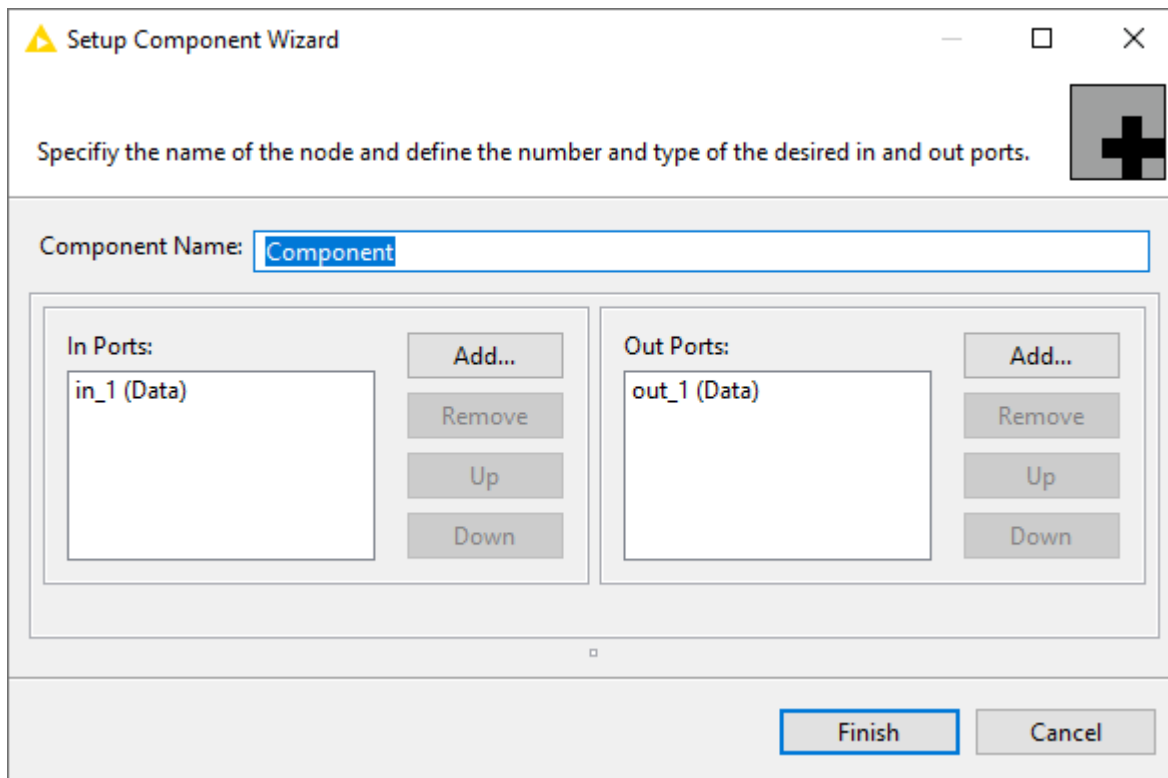 Setup Component Wizard
Specifiy the name of the node and define the number and type of the desired in and out ports.
Component Name: Component
In Ports:
in_1 (Data)
Add...
Remove
Up
Down
Out Ports:
out_1 (Data)
Add...
Remove
Up
Down
Finish
Cancel